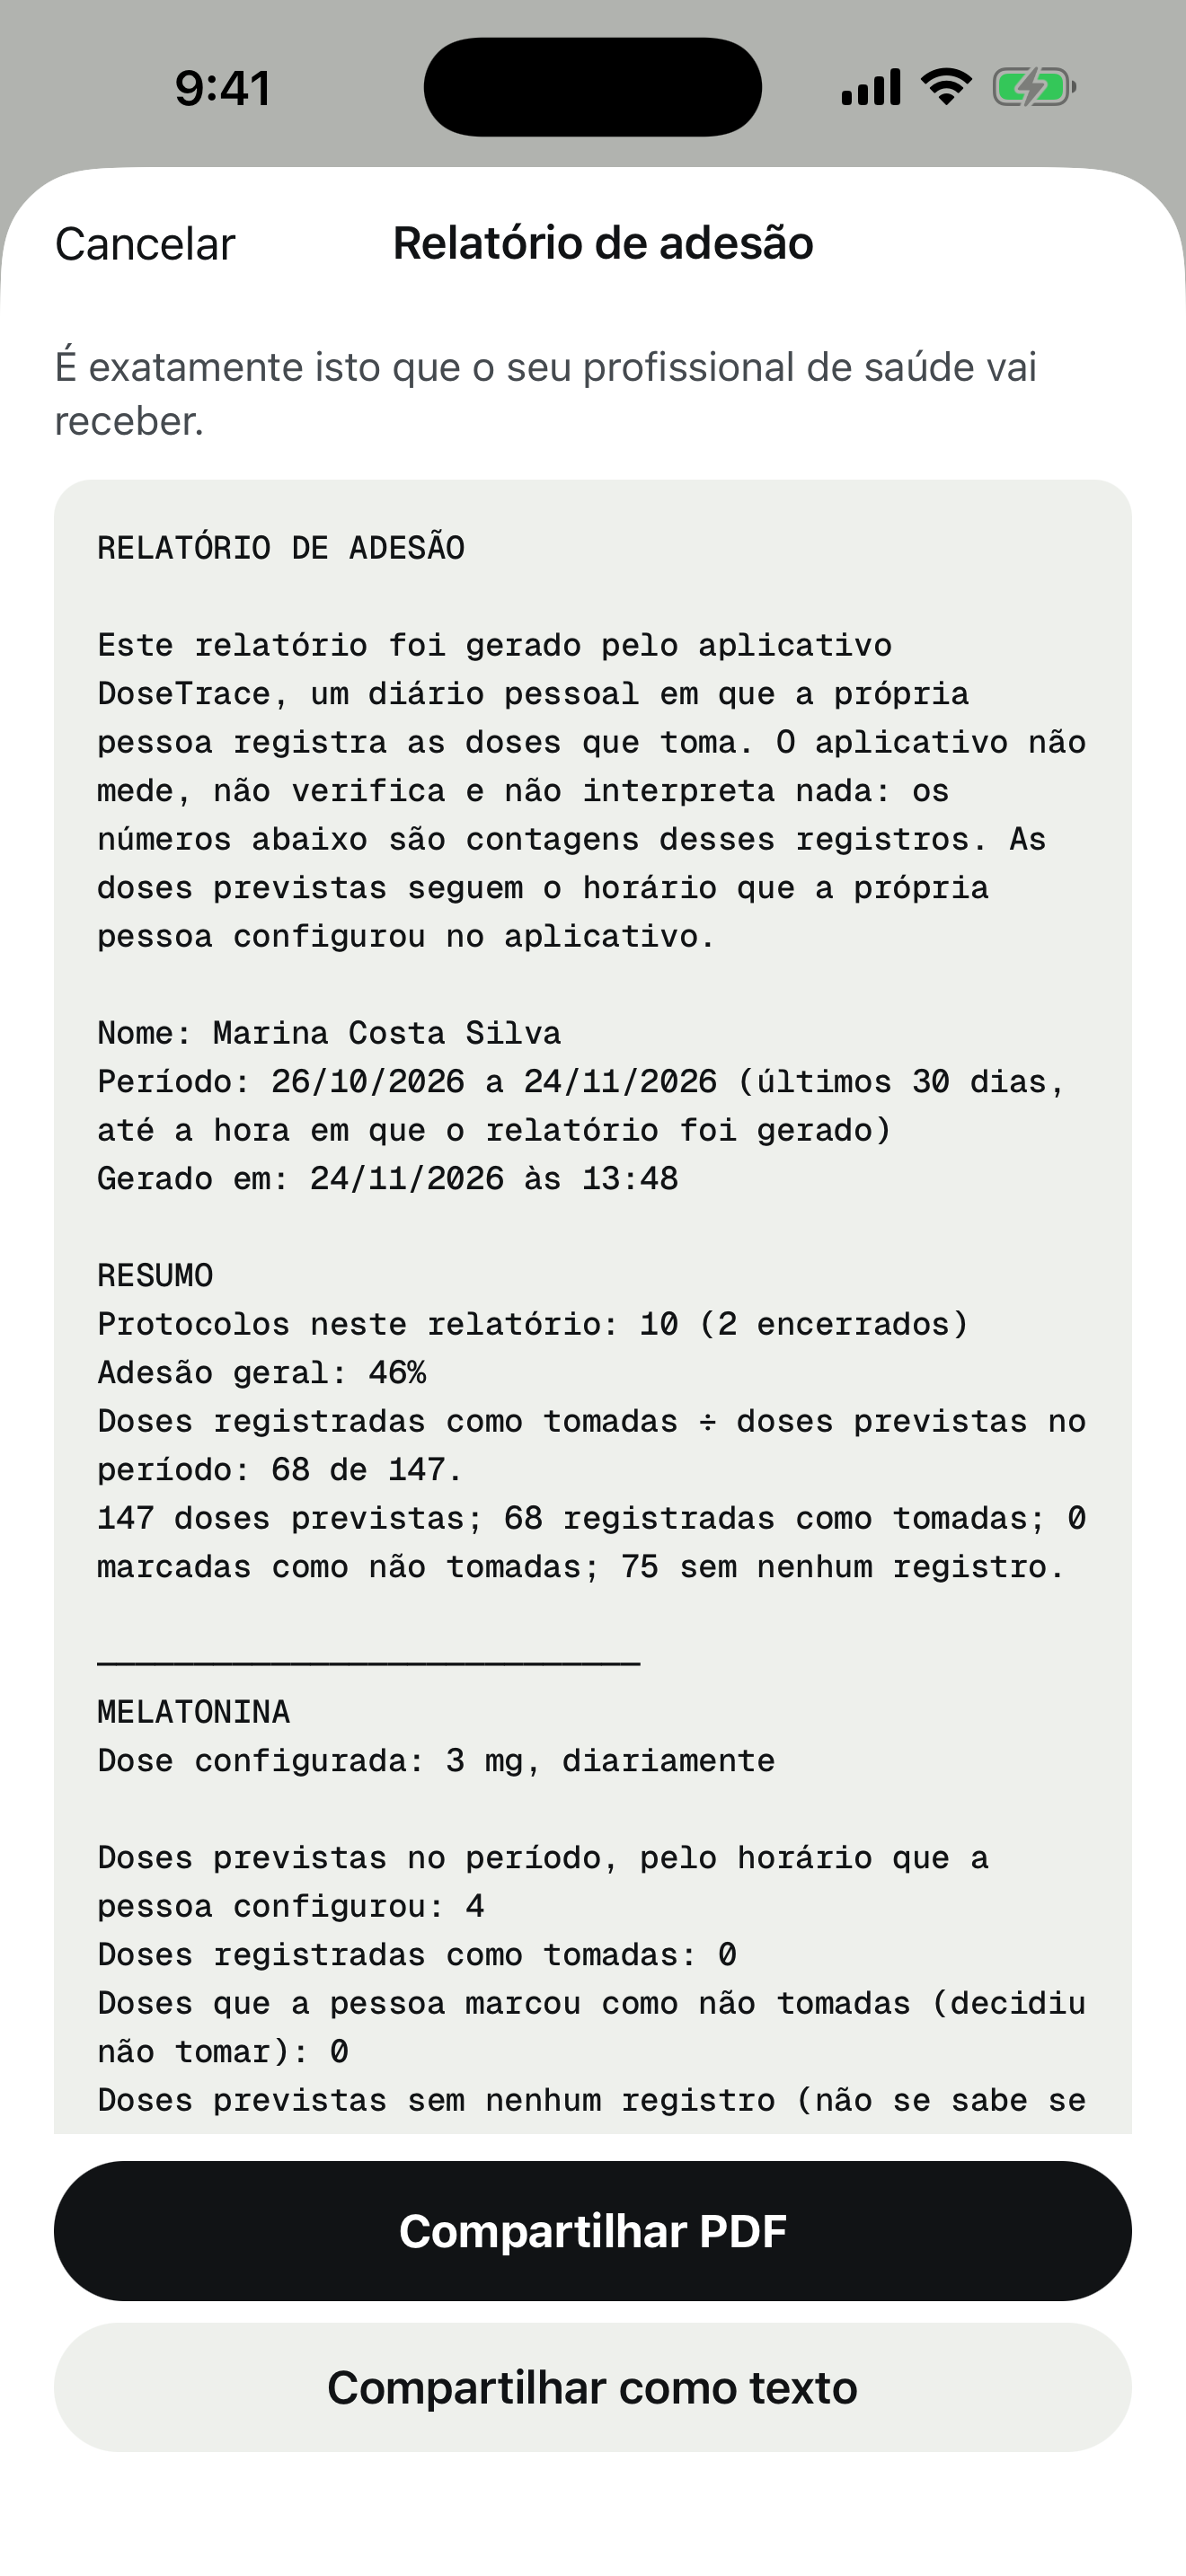 9:41
Cancelar
Relatório de adesão
É exatamente isto que o seu profissional de saúde vai
receber.
RELATÓRIO DE ADESÃO
Este relatório foi gerado pelo aplicativo
DoseTrace, um diário pessoal em que a própria
pessoa registra as doses que toma. O aplicativo não
mede, não verifica e não interpreta nada: os
números abaixo são contagens desses registros. As
doses previstas seguem o horário que a própria
pessoa configurou no aplicativo.
Nome: Marina Costa Silva
Período: 26/10/2026 a 24/11/2026 (últimos 30 dias,
até a hora em que o relatório foi gerado)
Gerado em: 24/11/2026 às 13:48
RESUMO
Protocolos neste relatório: 10 (2 encerrados)
Adesão geral: 46%
Doses registradas como tomadas ÷ doses previstas no
período: 68 de 147.
147 doses previstas; 68 registradas como tomadas; 0
marcadas como não tomadas; 75 sem nenhum registro.
MELATONINA
Dose configurada: 3 mg, diariamente
Doses previstas no período, pelo horário que a
pessoa configurou: 4
Doses registradas como tomadas: 0
Doses que a pessoa marcou como não tomadas (decidiu
não tomar): 0
Doses previstas sem nenhum registro (não se sabe se
Compartilhar PDF
Compartilhar como texto